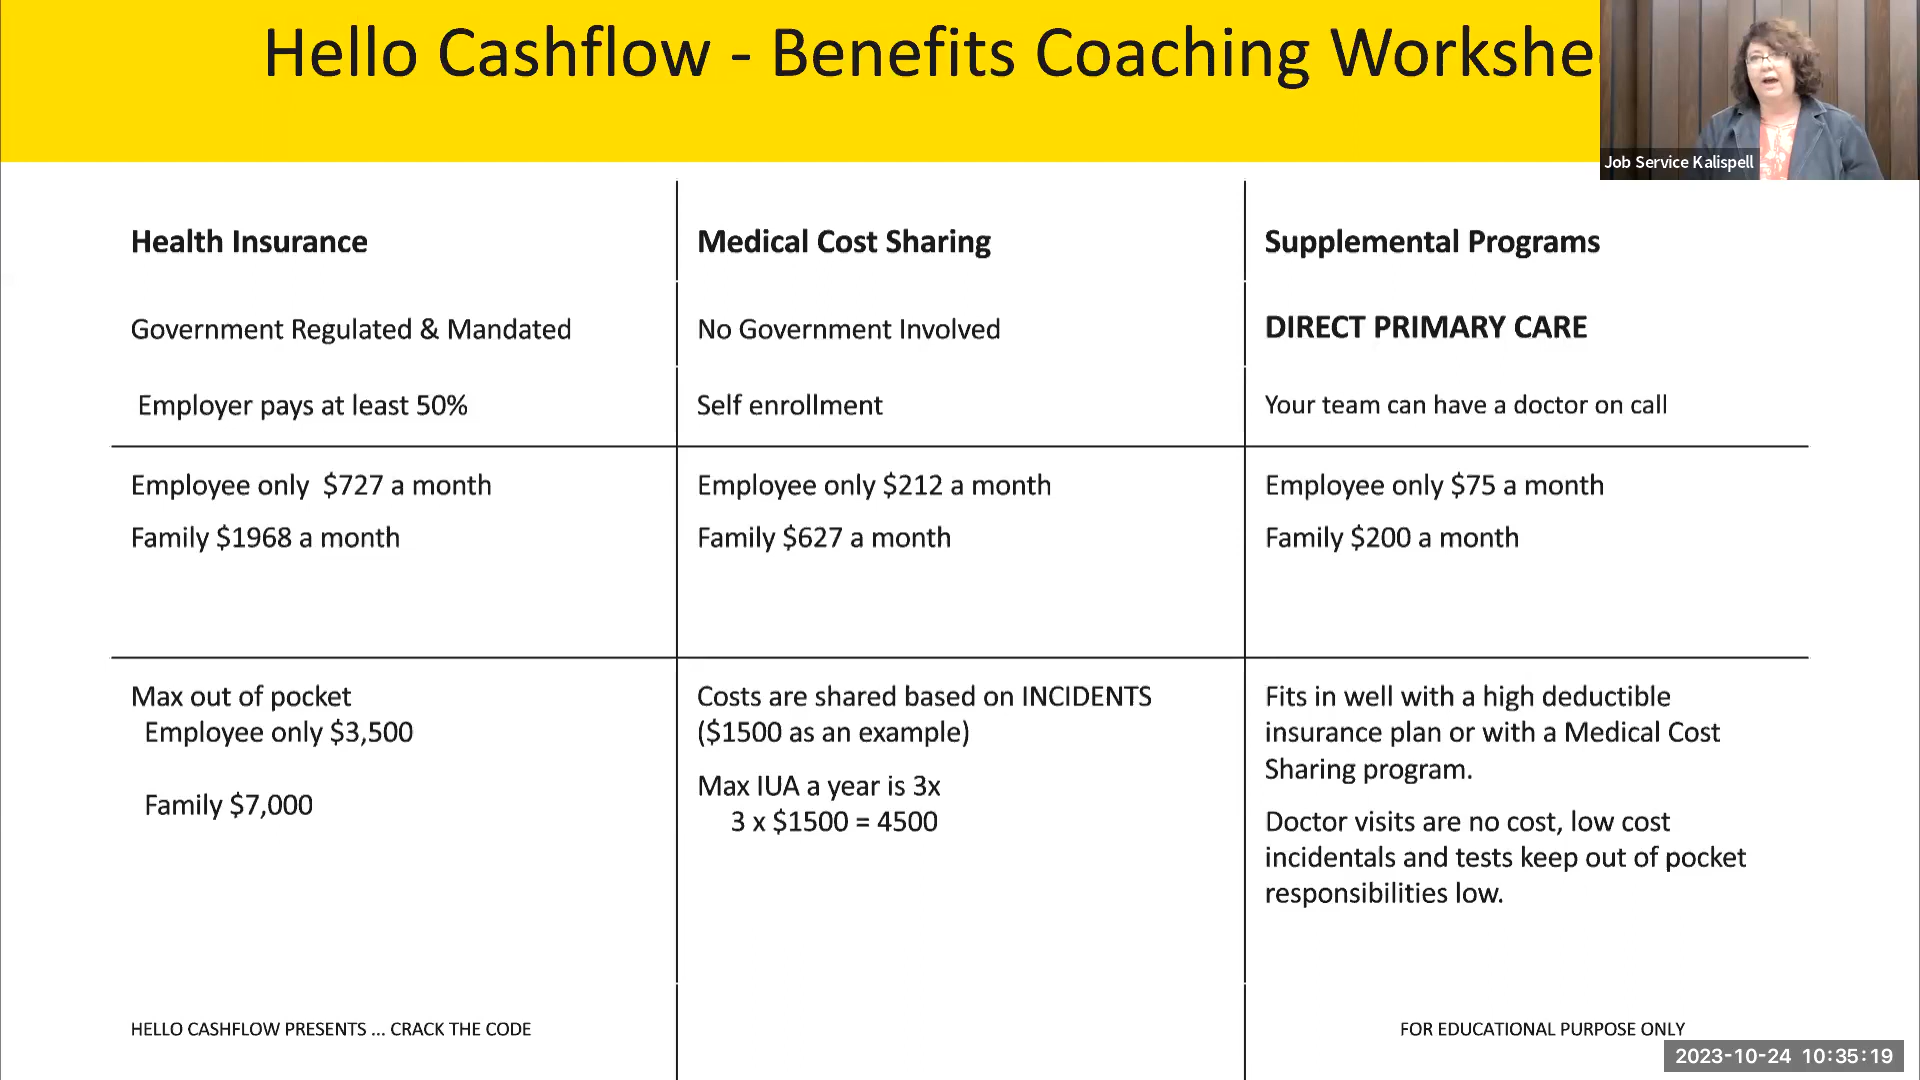 Hello Cashflow - Benefits Coaching Workshe
Job Service Kalispell
Health Insurance
Government Regulated & Mandated
Employer pays at least 50%
Employee only $727 a month
Family $1968 a month
Max out of pocket
Employee only $3,500
Family $7,000
Medical Cost Sharing
No Government Involved
Self enrollment
Employee only $212 a month
Family $627 a month
Costs are shared based on INCIDENTS
($1500 as an example)
Max IUA a year is 3x
3 x $1500 = 4500
Supplemental Programs
DIRECT PRIMARY CARE
Your team can have a doctor on call
Employee only $75 a month
Family $200 a month
Fits in well with a high deductible
insurance plan or with a Medical Cost
Sharing program.
Doctor visits are no cost, low cost
incidentals and tests keep out of pocket
responsibilities low.
HELLO CASHFLOW PRESENTS ... CRACK THE CODE
FOR EDUCATIONAL PURPOSE ONLY
2023-10-24 10:35:19